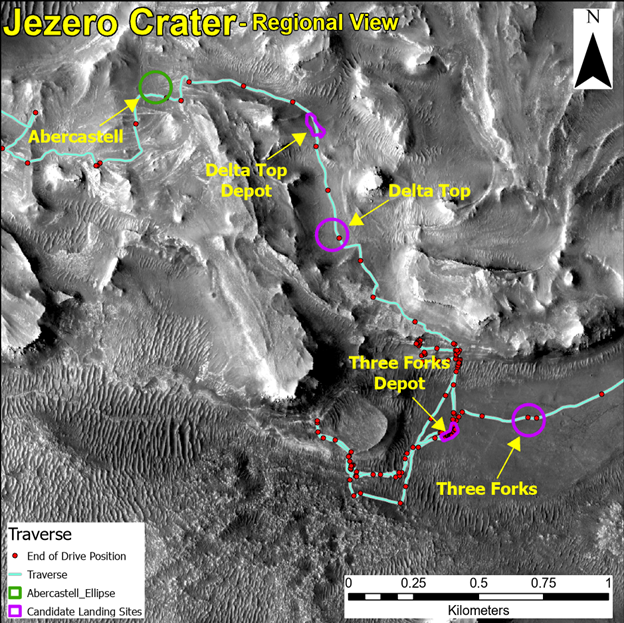 Jezero Crater - Regional View
N
Abercastell
Delta Top
Depot
Delta Top
Three Forks
Depot
Three Forks
Traverse
End of Drive Position
Traverse
Abercastell_Ellipse
Candidate Landing Sites
0 0.25 0.5 0.75 1
Kilometers